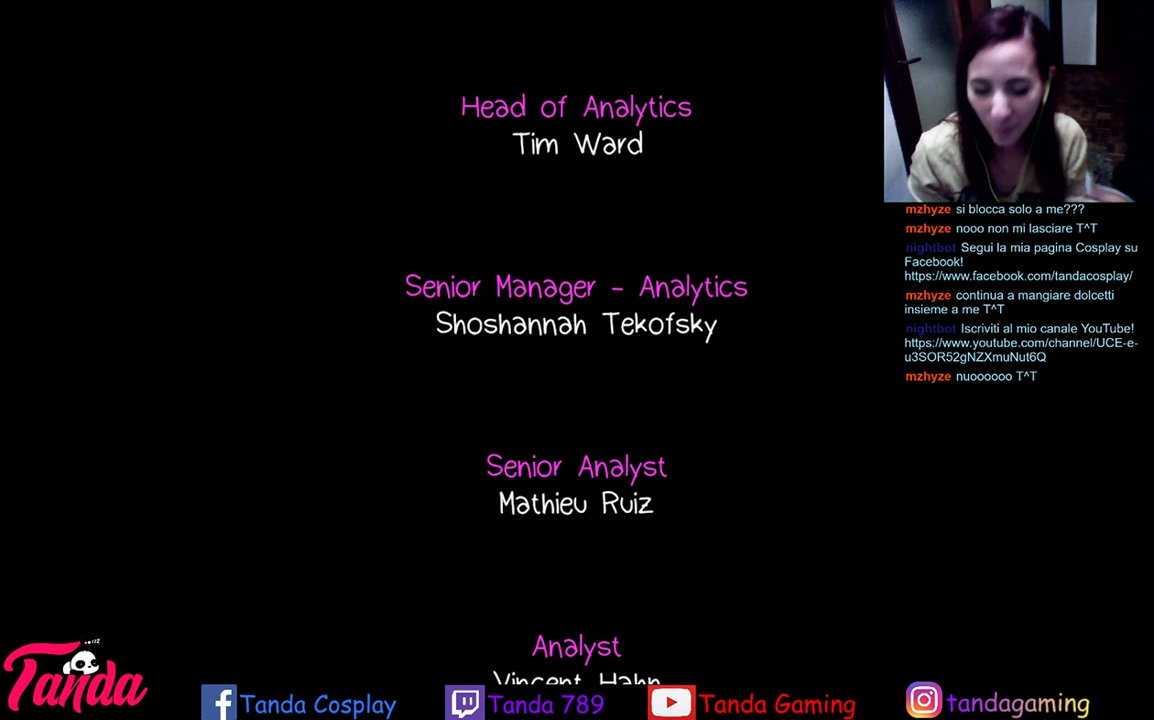 Head of Analytics
Tim Ward
Senior Manager - Analytics
Shoshannah Tekofsky
Senior Analyst
Mathieu Ruiz
Analyst
Vincent Hahn
mzhyze si blocca solo a me???
mzhyze nooo non mi lasciare T^T
nightbot Segui la mia pagina Cosplay su
Facebook!
https://www.facebook.com/tandacosplay/
mzhyze continua a mangiare dolcetti
insieme a me T^T
nightbot Iscriviti al mio canale YouTube!
https://www.youtube.com/channel/UCE-e-
u3SOR52gNZXmuNut6Q
mzhyze nuoooooo T^T
Tanda
Tanda Cosplay
Tanda 789
Tanda Gaming
tandagaming